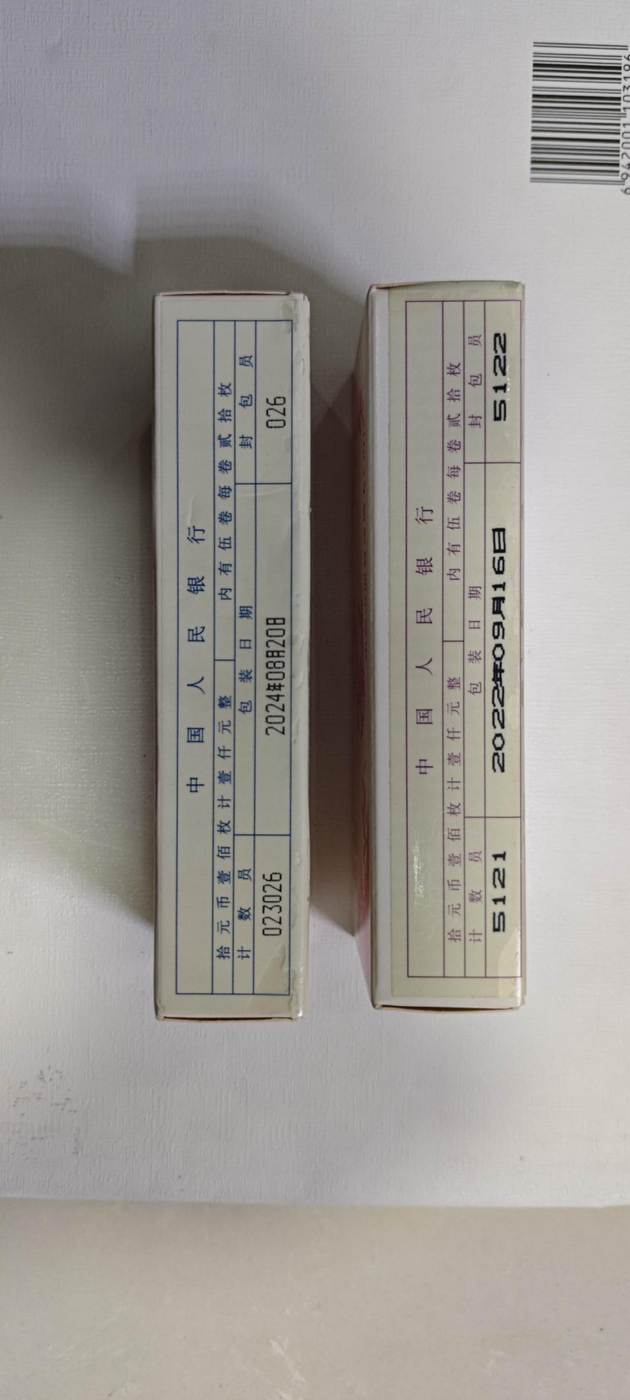 中国人民银行
拾元币壹佰枚计壹仟元整 内有伍卷每卷贰拾枚
计数员 包装日期 封包员
023026 2024年08月20日 026
中国人民银行
拾元币壹佰枚计壹仟元整 内有伍卷每卷贰拾枚
计数员 包装日期 封包员
5121 2022年09月16日 5122
6 942001 103196